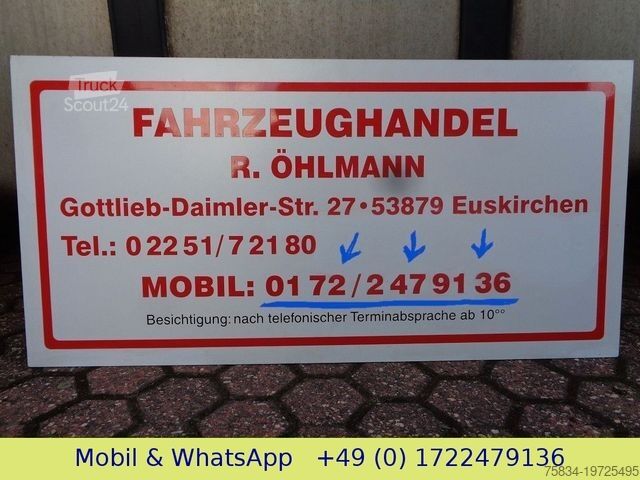 Truck
Scout24
FAHRZEUGHANDEL
R. ÖHLMANN
Gottlieb-Daimler-Str. 27 • 53879 Euskirchen
Tel.: 0 22 51/7 21 80
MOBIL: 01 72 / 2 47 91 36
Besichtigung: nach telefonischer Terminabsprache ab 10°°
Mobil & WhatsApp +49 (0) 1722479136
75834-19725495